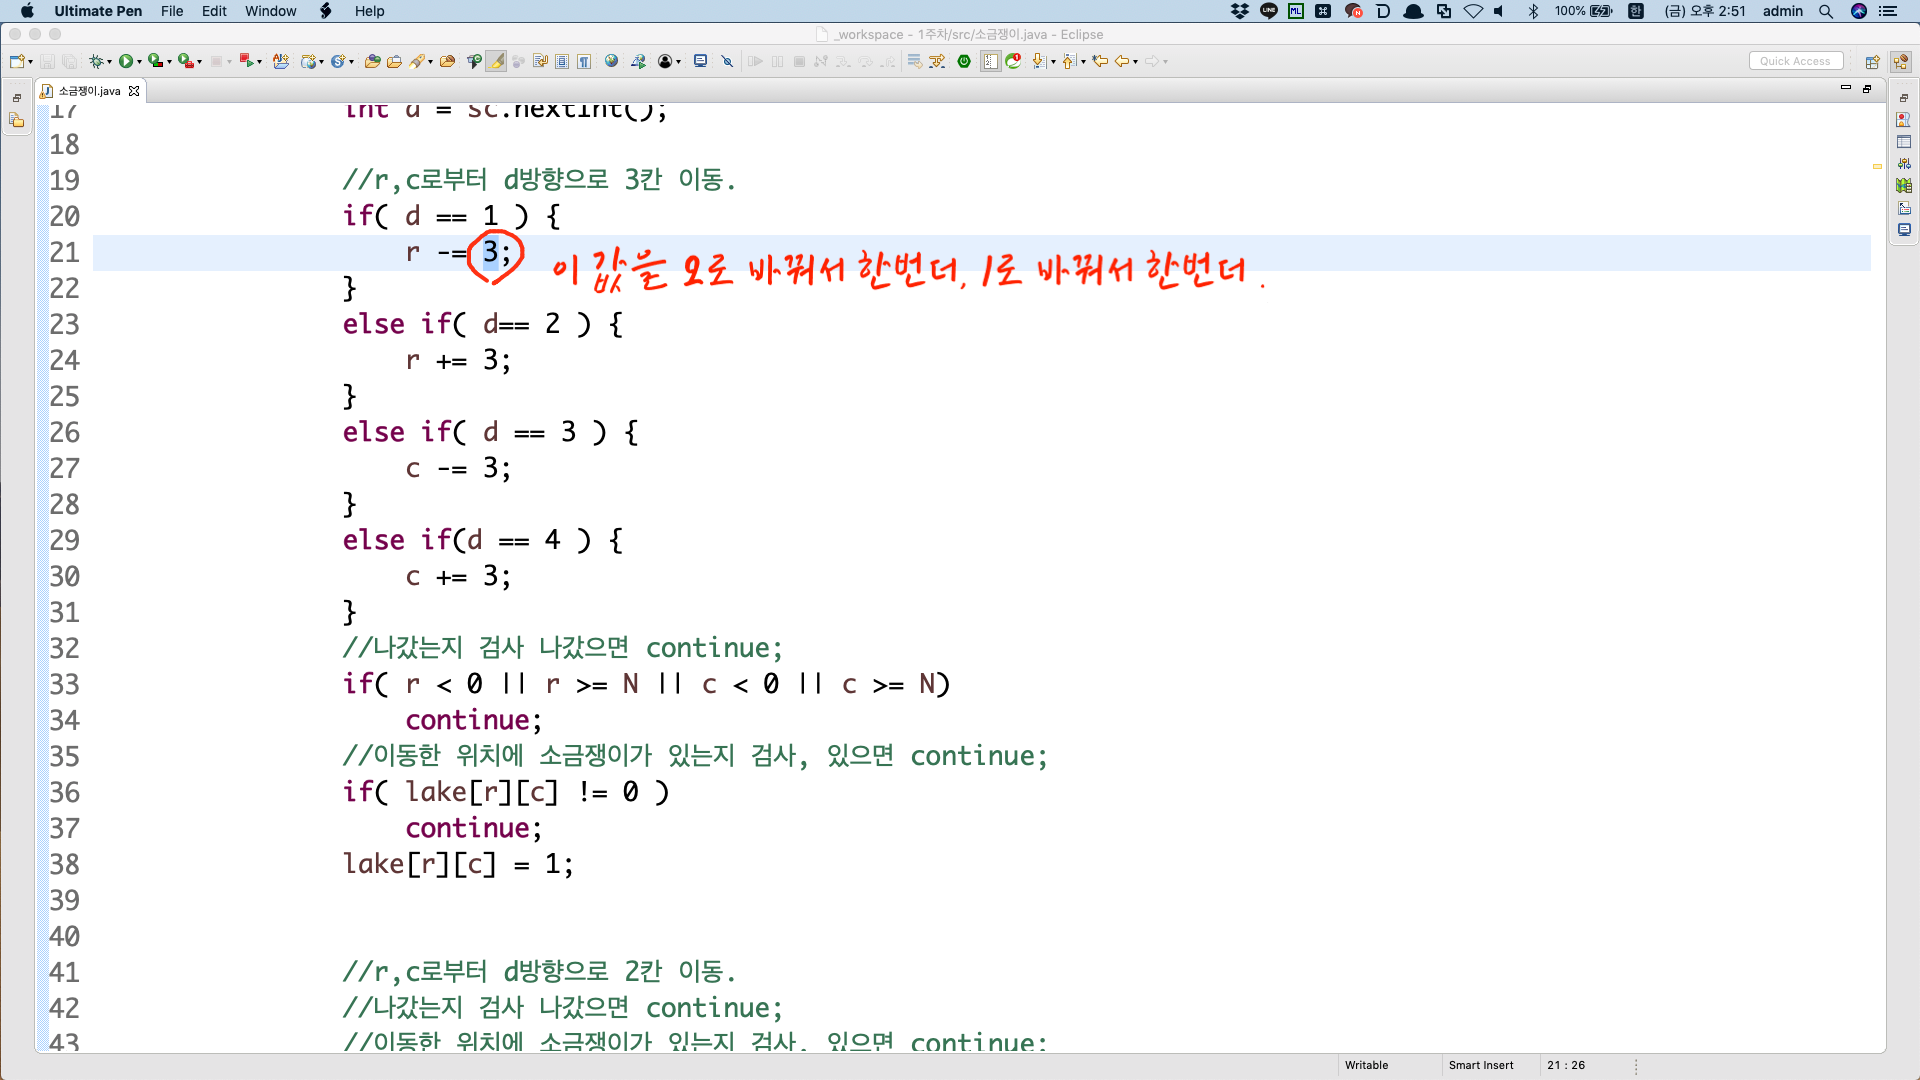 Ultimate Pen File Edit Window Help 100% 한 (금) 오후 2:51 admin
_workspace - 1주차/src/소금쟁이.java - Eclipse
Quick Access
소금쟁이.java
17 int d = sc.nextInt();
18
19 //r,c로부터 d방향으로 3칸 이동.
20 if( d == 1 ) {
21 r -= 3; 이 값을 2로 바꿔서 한번더, 1로 바꿔서 한번더.
22 }
23 else if( d== 2 ) {
24 r += 3;
25 }
26 else if( d == 3 ) {
27 c -= 3;
28 }
29 else if(d == 4 ) {
30 c += 3;
31 }
32 //나갔는지 검사 나갔으면 continue;
33 if( r < 0 || r >= N || c < 0 || c >= N)
34 continue;
35 //이동한 위치에 소금쟁이가 있는지 검사, 있으면 continue;
36 if( lake[r][c] != 0 )
37 continue;
38 lake[r][c] = 1;
39
40
41 //r,c로부터 d방향으로 2칸 이동.
42 //나갔는지 검사 나갔으면 continue;
43 //이동한 위치에 소금쟁이가 있는지 검사, 있으면 continue;
Writable Smart Insert 21 : 26